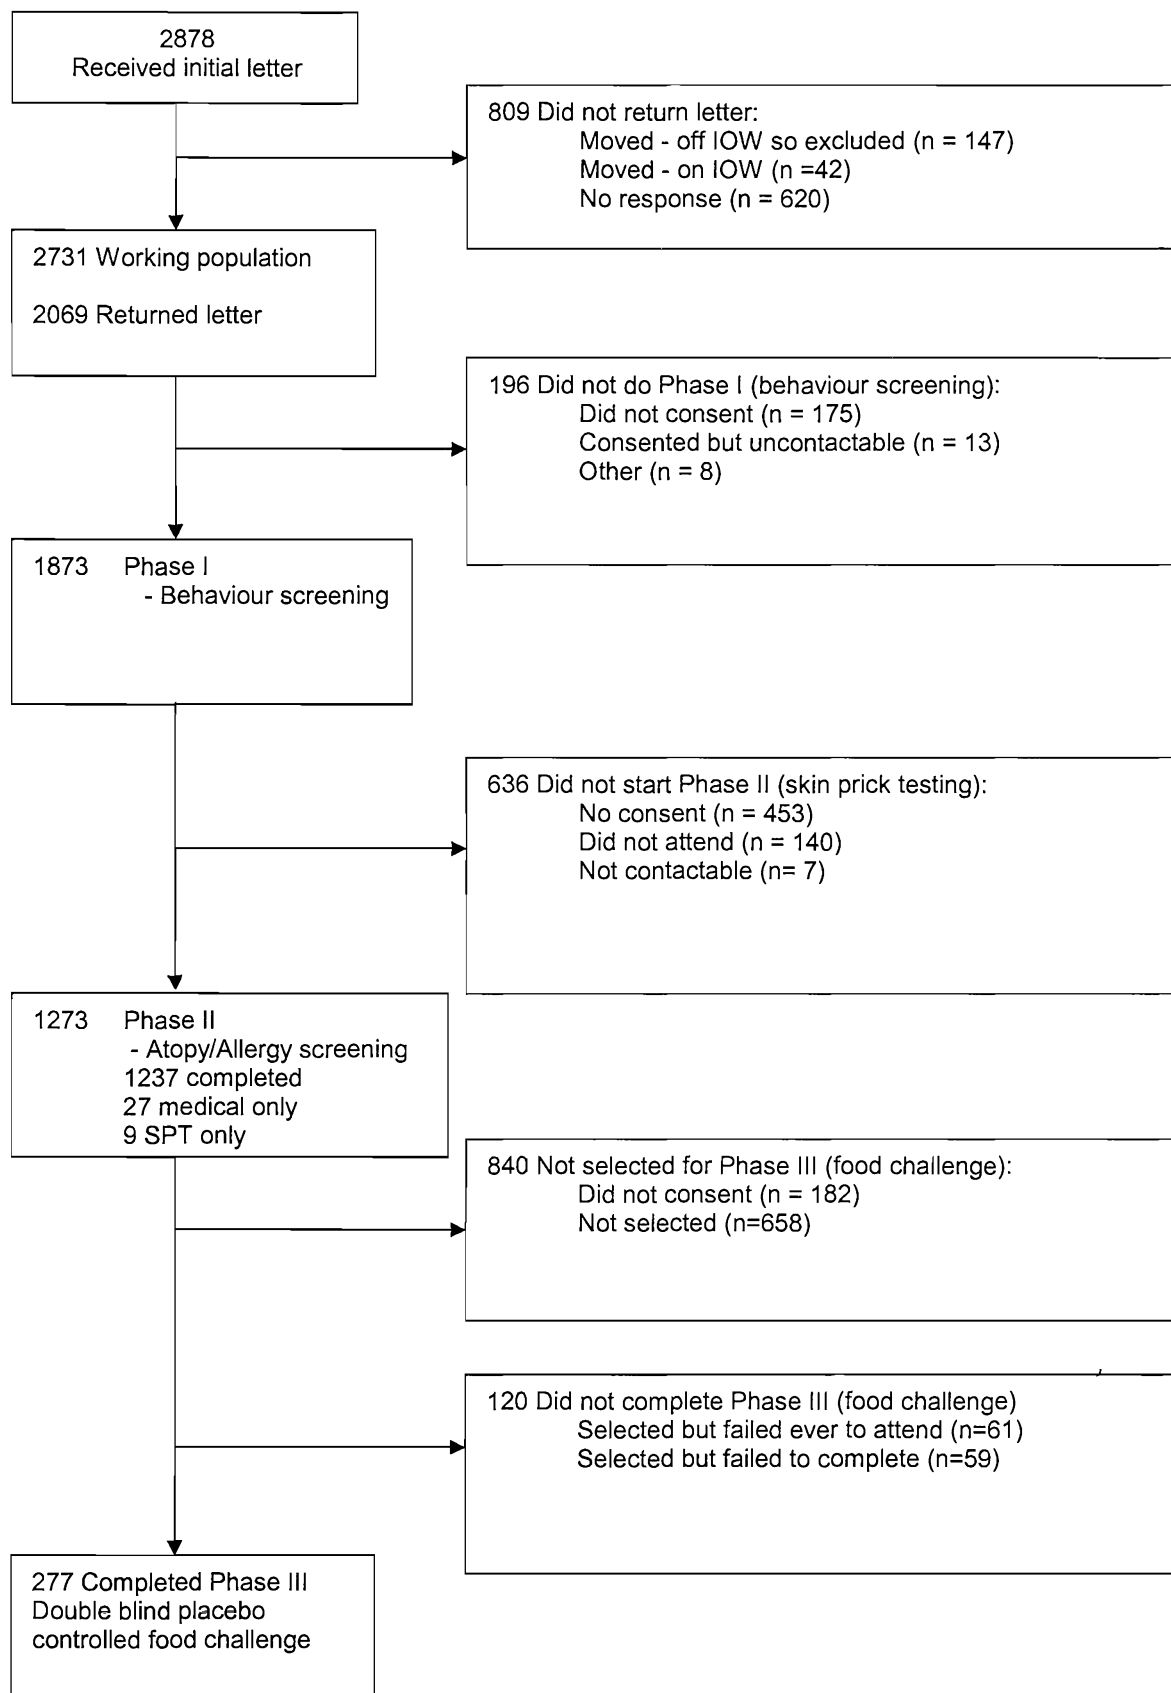 2878
Received initial letter
809 Did not return letter:
Moved - off IOW so excluded (n = 147)
Moved - on IOW (n =42)
No response (n = 620)
2731 Working population
2069 Returned letter
196 Did not do Phase I (behaviour screening):
Did not consent (n = 175)
Consented but uncontactable (n = 13)
Other (n = 8)
1873 Phase I
- Behaviour screening
636 Did not start Phase II (skin prick testing):
No consent (n = 453)
Did not attend (n = 140)
Not contactable (n= 7)
1273 Phase II
- Atopy/Allergy screening
1237 completed
27 medical only
9 SPT only
840 Not selected for Phase III (food challenge):
Did not consent (n = 182)
Not selected (n=658)
120 Did not complete Phase III (food challenge)
Selected but failed ever to attend (n=61)
Selected but failed to complete (n=59)
277 Completed Phase III
Double blind placebo
controlled food challenge